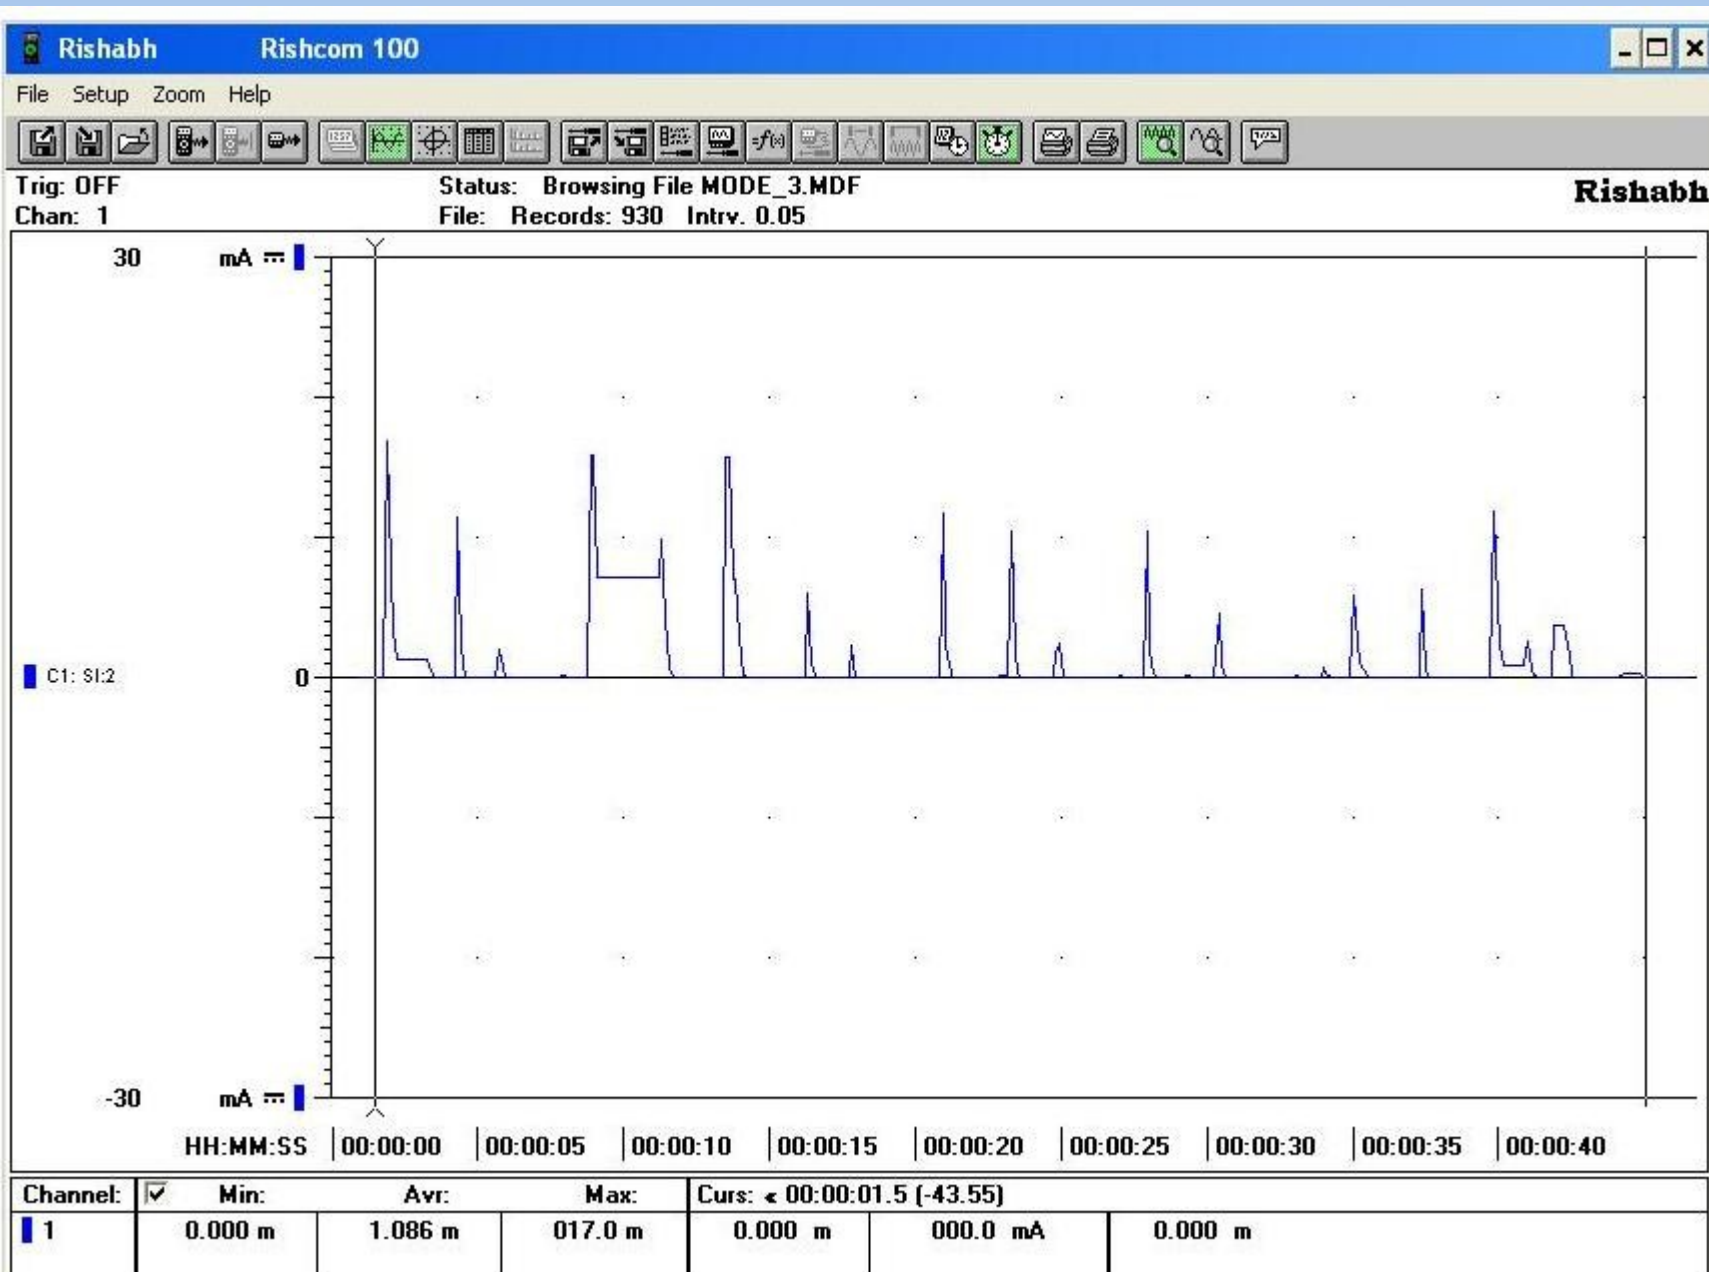 Rishabh Rishcom 100
File Setup Zoom Help
Trig: OFF Status: Browsing File MODE_3.MDF Rishabh
Chan: 1 File: Records: 930 Intrv. 0.05
30 mA
C1: SI:2 0
-30 mA
HH:MM:SS 00:00:00 00:00:05 00:00:10 00:00:15 00:00:20 00:00:25 00:00:30 00:00:35 00:00:40
Channel: Min: Avr: Max: Curs: « 00:00:01.5 (-43.55)
1 0.000 m 1.086 m 017.0 m 0.000 m 000.0 mA 0.000 m